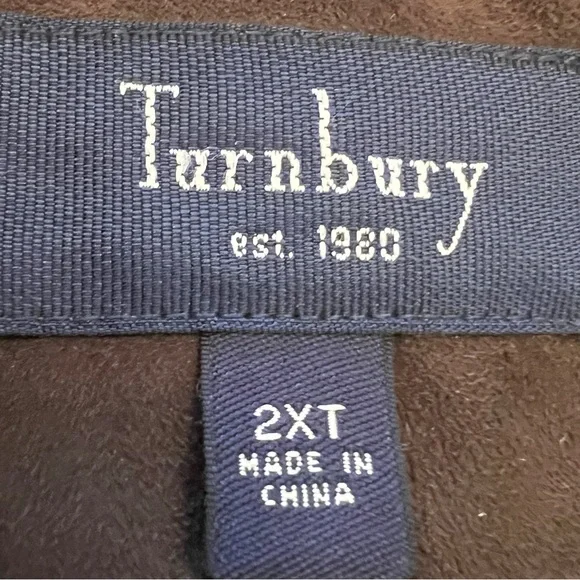 Turnbury
est. 1980
2XT
MADE IN
CHINA